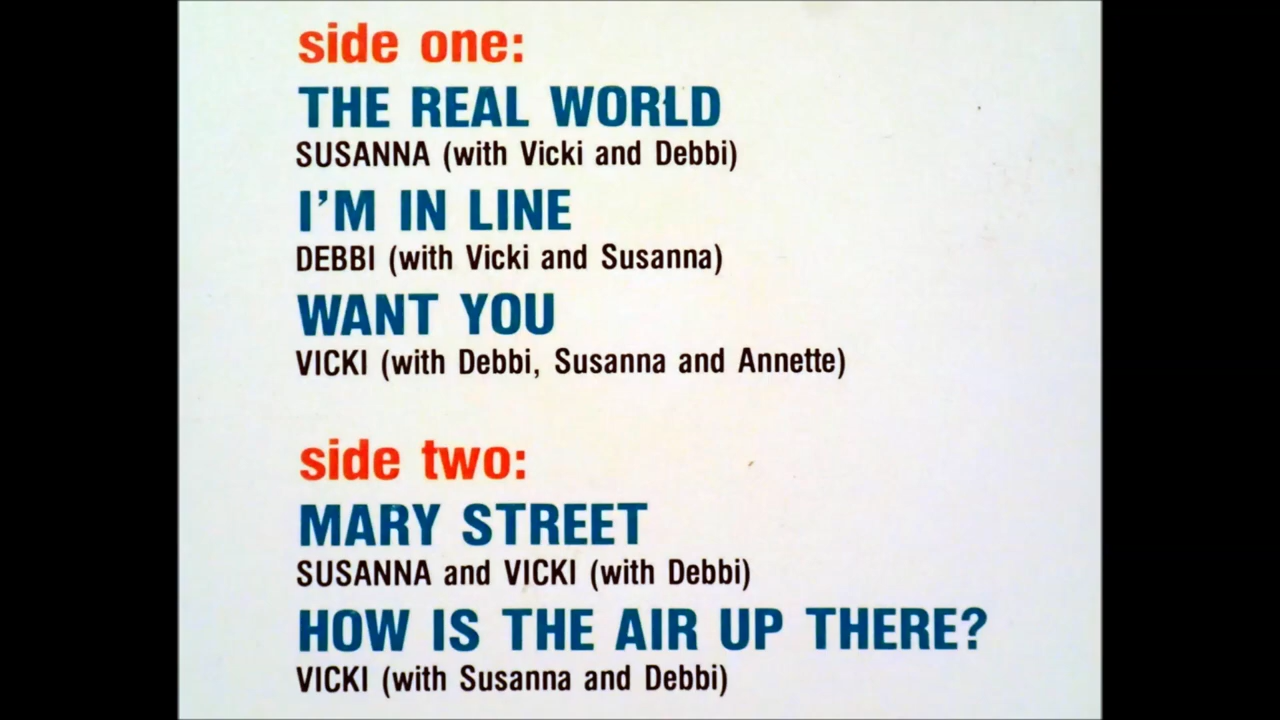 side one:
THE REAL WORLD
SUSANNA (with Vicki and Debbi)
I'M IN LINE
DEBBI (with Vicki and Susanna)
WANT YOU
VICKI (with Debbi, Susanna and Annette)
side two:
MARY STREET
SUSANNA and VICKI (with Debbi)
HOW IS THE AIR UP THERE?
VICKI (with Susanna and Debbi)